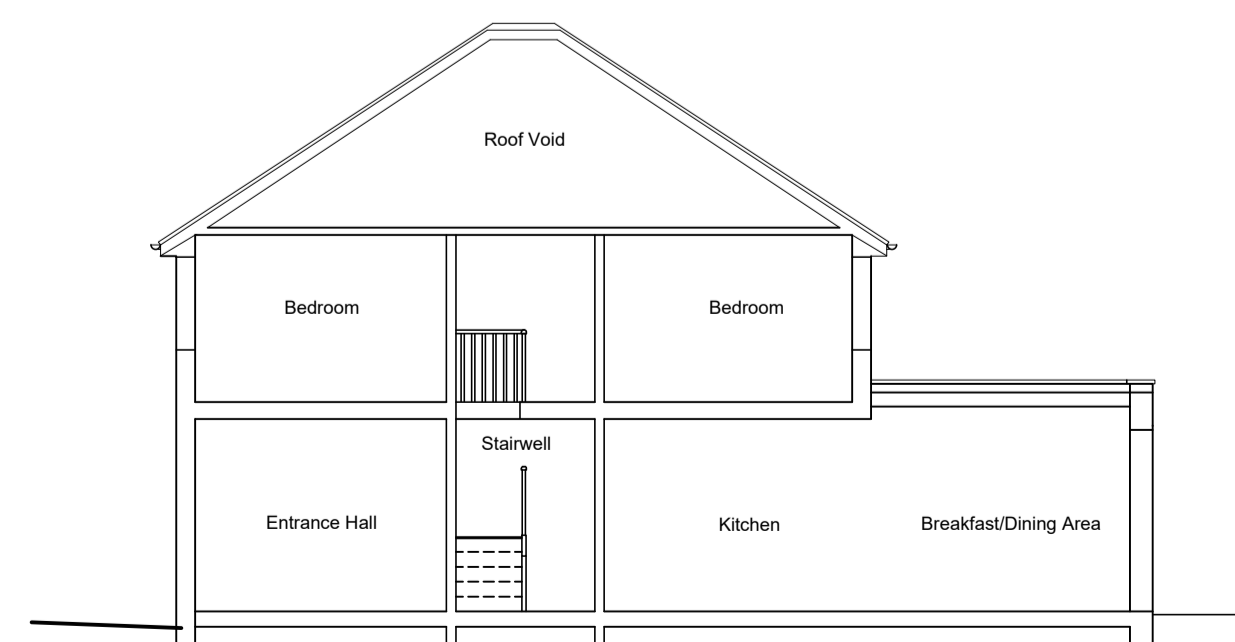 Roof Void
Bedroom
Bedroom
Stairwell
Entrance Hall
Kitchen
Breakfast/Dining Area